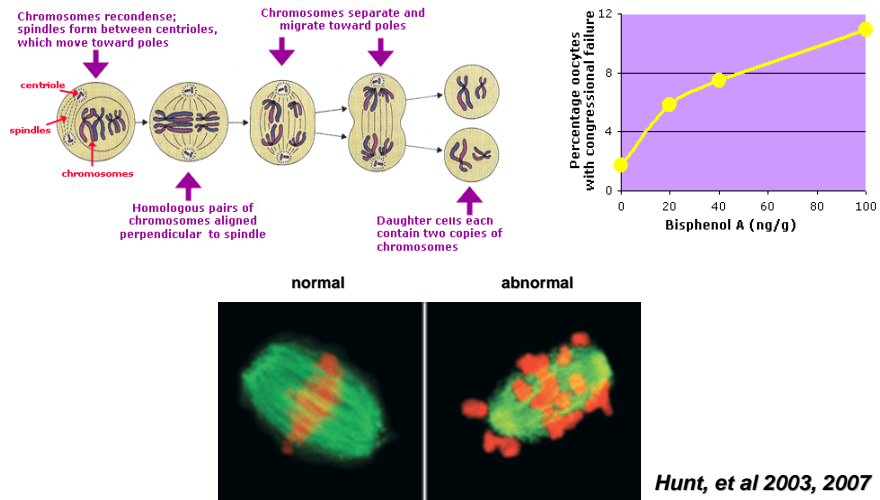 Chromosomes recondense;
spindles form between centrioles,
which move toward poles
Chromosomes separate and
migrate toward poles
centriole
spindles
chromosomes
Homologous pairs of
chromosomes aligned
perpendicular to spindle
Daughter cells each
contain two copies of
chromosomes
Percentage oocytes
with congressional failure
12
8
4
0
0
20
40
60
80
100
Bisphenol A (ng/g)
normal
abnormal
Hunt, et al 2003, 2007